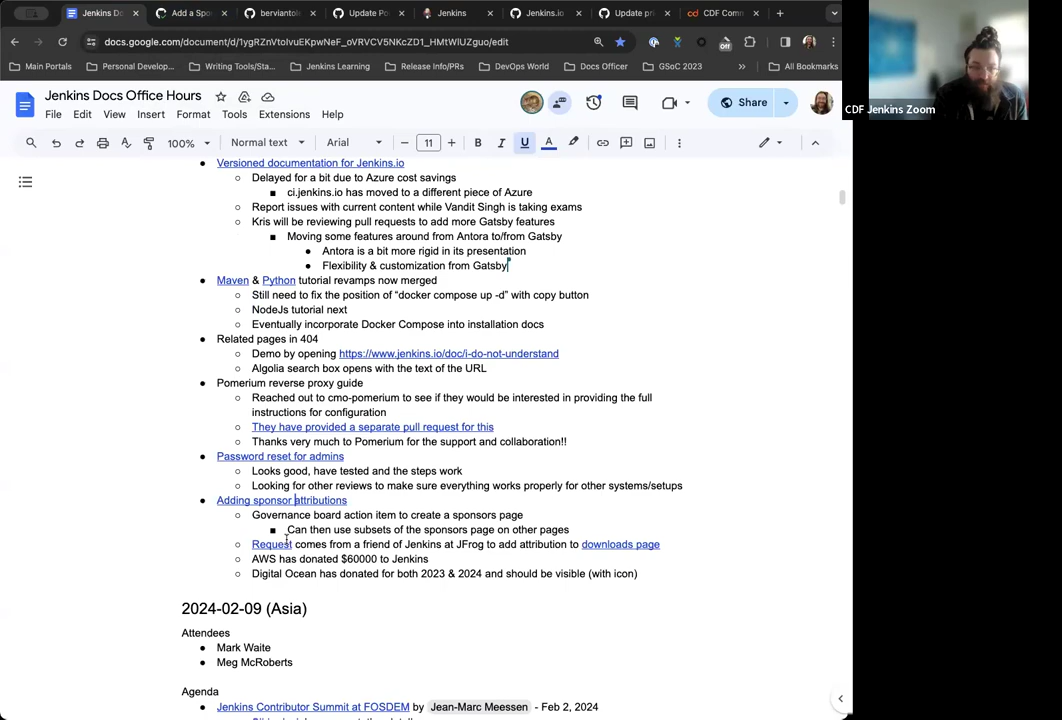 Jenkins Do
Add a Spo
berviantole
Update Po
Jenkins
Jenkins.io
Update pri
CDF Comm
docs.google.com/document/d/1ygRZnVtoIvuEKpwNeF_oVRVCV5NKcZD1_HMtWlUZguo/edit
Off
Main Portals
Personal Develop...
Writing Tools/Sta...
Jenkins Learning
Release Info/PRs
DevOps World
Docs Officer
GSoC 2023
All Bookmarks
Jenkins Docs Office Hours
File Edit View Insert Format Tools Extensions Help
Share
CDF Jenkins Zoom
100% Normal text Arial 11 B I U A
Versioned documentation for Jenkins.io
Delayed for a bit due to Azure cost savings
ci.jenkins.io has moved to a different piece of Azure
Report issues with current content while Vandit Singh is taking exams
Kris will be reviewing pull requests to add more Gatsby features
Moving some features around from Antora to/from Gatsby
Antora is a bit more rigid in its presentation
Flexibility & customization from Gatsby
Maven & Python tutorial revamps now merged
Still need to fix the position of “docker compose up -d” with copy button
NodeJs tutorial next
Eventually incorporate Docker Compose into installation docs
Related pages in 404
Demo by opening https://www.jenkins.io/doc/i-do-not-understand
Algolia search box opens with the text of the URL
Pomerium reverse proxy guide
Reached out to cmo-pomerium to see if they would be interested in providing the full
instructions for configuration
They have provided a separate pull request for this
Thanks very much to Pomerium for the support and collaboration!!
Password reset for admins
Looks good, have tested and the steps work
Looking for other reviews to make sure everything works properly for other systems/setups
Adding sponsor attributions
Governance board action item to create a sponsors page
Can then use subsets of the sponsors page on other pages
Request comes from a friend of Jenkins at JFrog to add attribution to downloads page
AWS has donated $60000 to Jenkins
Digital Ocean has donated for both 2023 & 2024 and should be visible (with icon)
2024-02-09 (Asia)
Attendees
Mark Waite
Meg McRoberts
Agenda
Jenkins Contributor Summit at FOSDEM by Jean-Marc Meessen - Feb 2, 2024